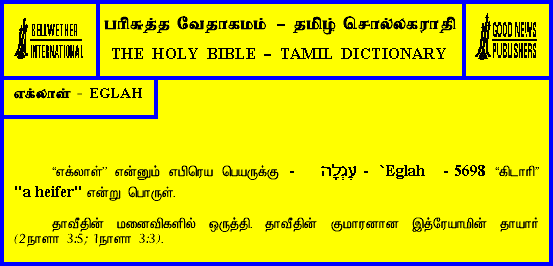 BELLWETHER
INTERNATIONAL
பரிசுத்த வேதாகமம் – தமிழ் சொல்லகராதி
THE HOLY BIBLE – TAMIL DICTIONARY
GOOD NEWS
PUBLISHERS
எக்லாள் - EGLAH
“எக்லாள்” என்னும் எபிரெய பெயருக்கு - עֶגְלָה - `Eglah - 5698 “கிடாரி”
"a heifer" என்று பொருள்.
தாவீதின் மனைவிகளில் ஒருத்தி. தாவீதின் குமாரனான இத்ரேயாமின் தாயார்
(2நாளா 3:5; 1நாளா 3:3).